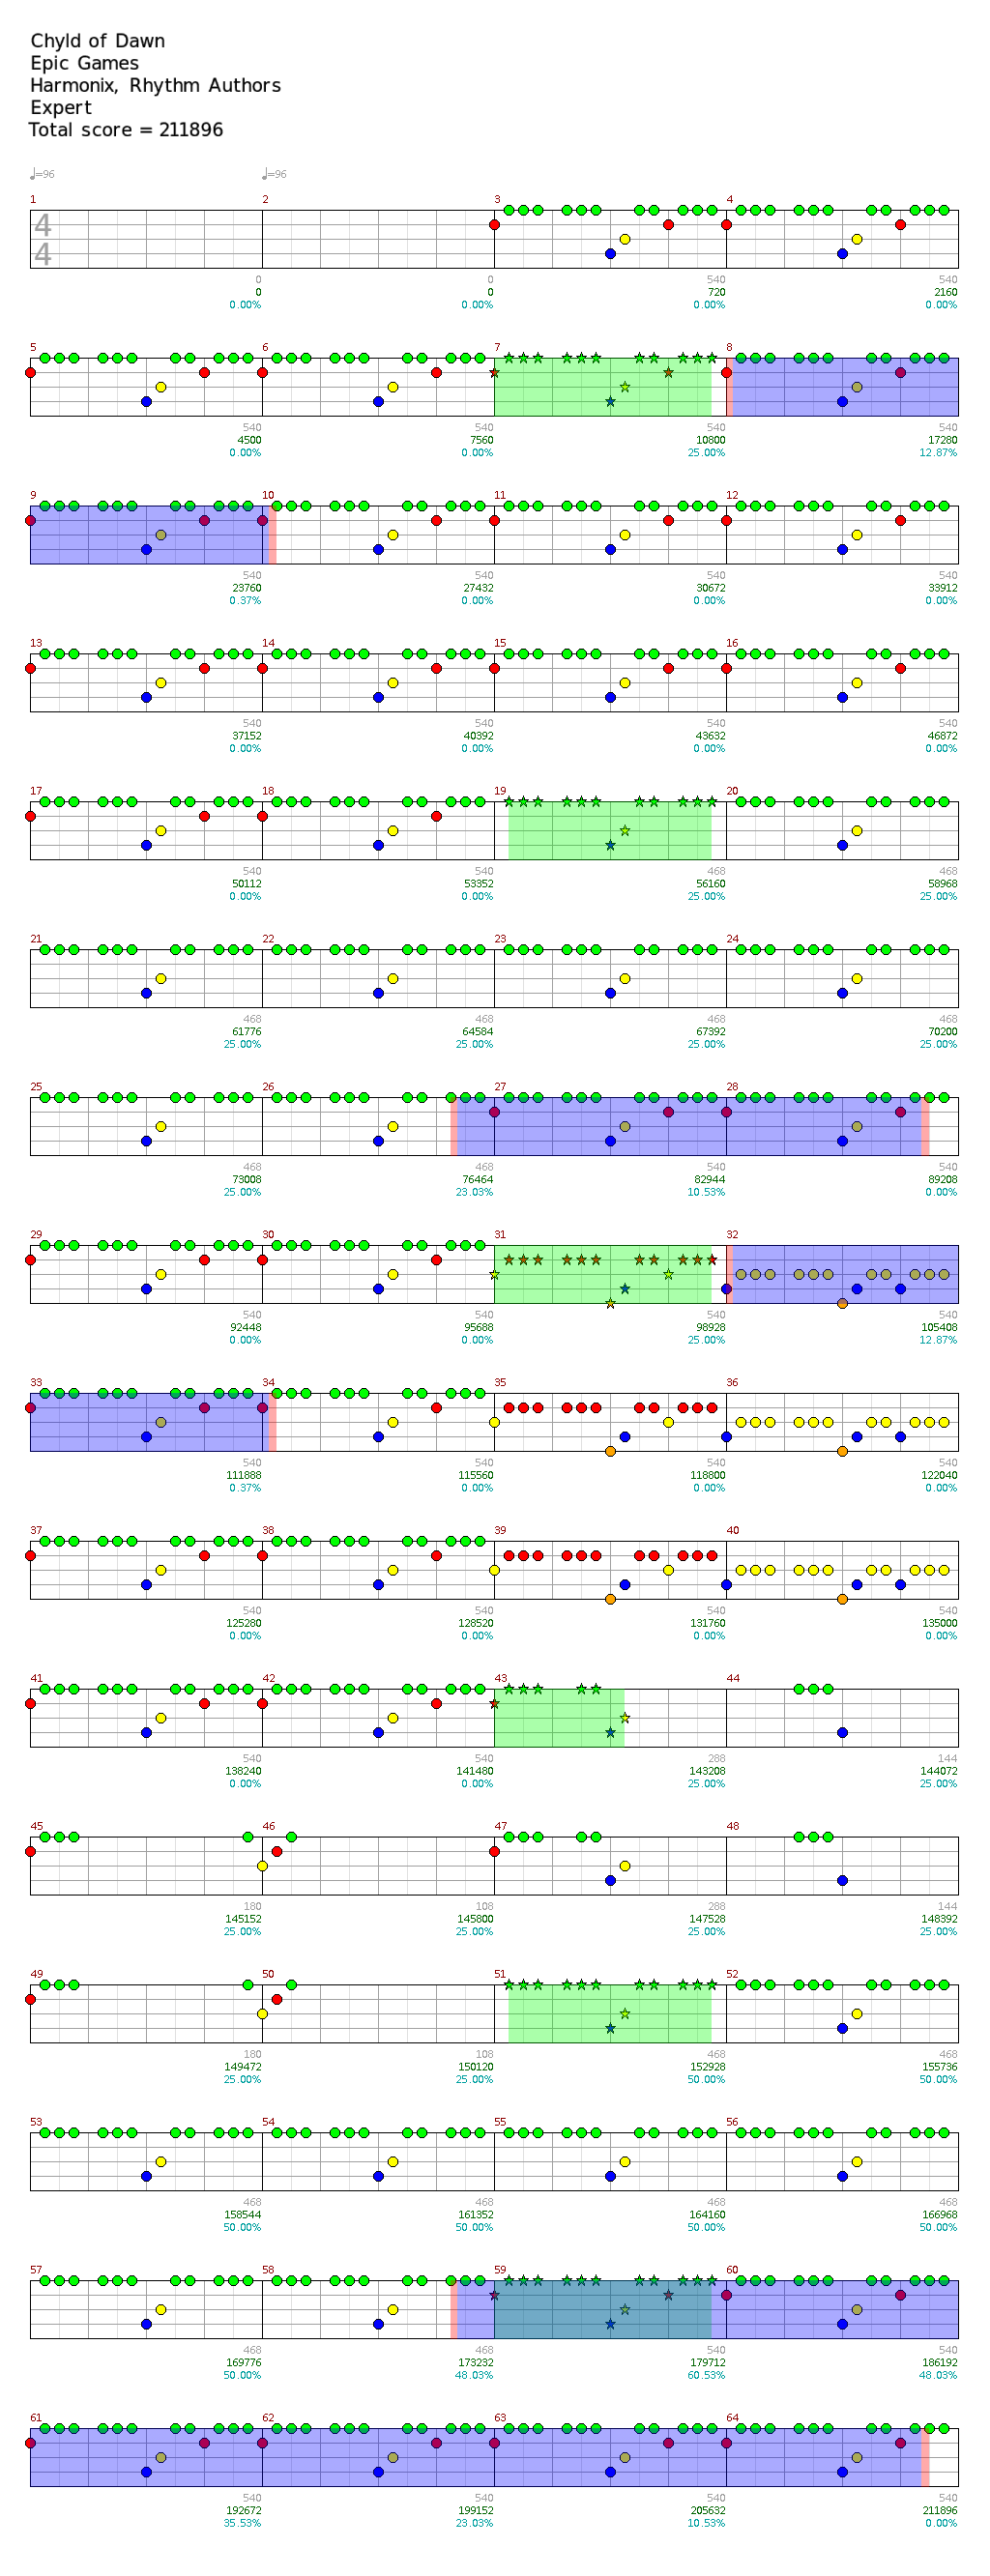 Chyld of Dawn
Epic Games
Harmonix, Rhythm Authors
Expert
Total score = 211896
♩=96 ♩=96
1 2 3 4
4
4
0 0 540 540
0 0 720 2160
0.00% 0.00% 0.00% 0.00%
5 6 7 8
540 540 540 540
4500 7560 10800 17280
0.00% 0.00% 25.00% 12.87%
9 10 11 12
540 540 540 540
23760 27432 30672 33912
0.37% 0.00% 0.00% 0.00%
13 14 15 16
540 540 540 540
37152 40392 43632 46872
0.00% 0.00% 0.00% 0.00%
17 18 19 20
540 540 468 468
50112 53352 56160 58968
0.00% 0.00% 25.00% 25.00%
21 22 23 24
468 468 468 468
61776 64584 67392 70200
25.00% 25.00% 25.00% 25.00%
25 26 27 28
468 468 540 540
73008 76464 82944 89208
25.00% 23.03% 10.53% 0.00%
29 30 31 32
540 540 540 540
92448 95688 98928 105408
0.00% 0.00% 25.00% 12.87%
33 34 35 36
540 540 540 540
111888 115560 118800 122040
0.37% 0.00% 0.00% 0.00%
37 38 39 40
540 540 540 540
125280 128520 131760 135000
0.00% 0.00% 0.00% 0.00%
41 42 43 44
540 540 288 144
138240 141480 143208 144072
0.00% 0.00% 25.00% 25.00%
45 46 47 48
180 108 288 144
145152 145800 147528 148392
25.00% 25.00% 25.00% 25.00%
49 50 51 52
180 108 468 468
149472 150120 152928 155736
25.00% 25.00% 50.00% 50.00%
53 54 55 56
468 468 468 468
158544 161352 164160 166968
50.00% 50.00% 50.00% 50.00%
57 58 59 60
468 468 540 540
169776 173232 179712 186192
50.00% 48.03% 60.53% 48.03%
61 62 63 64
540 540 540 540
192672 199152 205632 211896
35.53% 23.03% 10.53% 0.00%